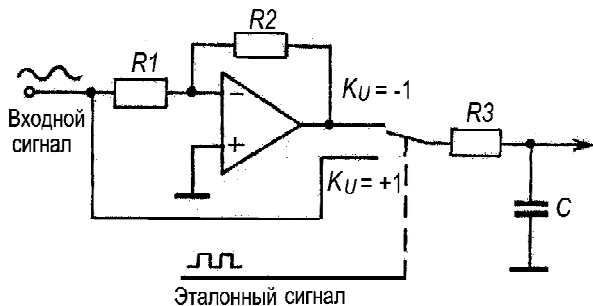 R2
R1
Входной
сигнал
−
+
K_U = -1
K_U = +1
R3
C
Эталонный сигнал